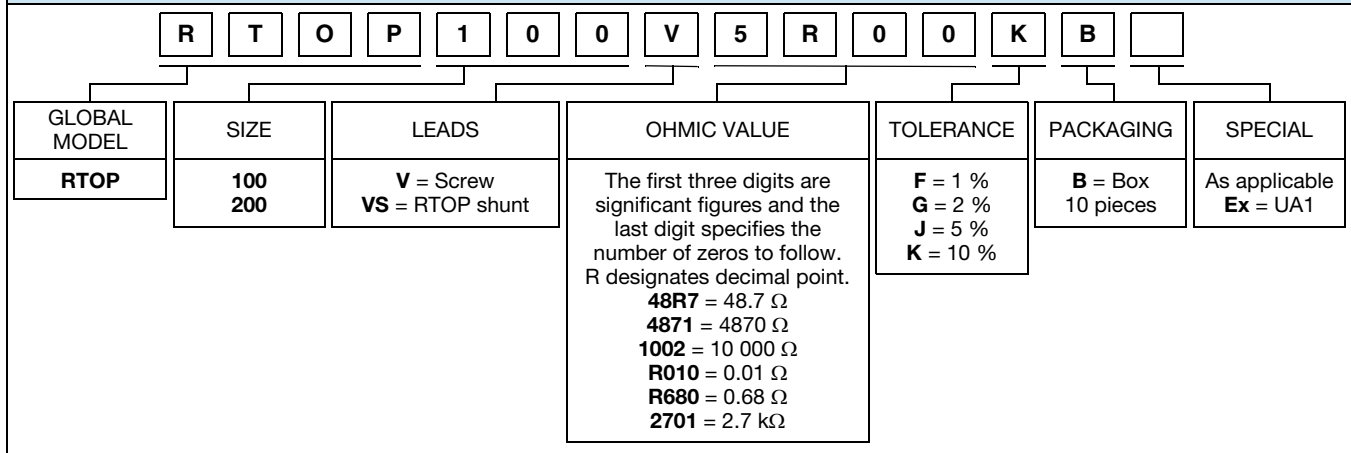 R T O P 1 0 0 V 5 R 0 0 K B
GLOBAL
MODEL
RTOP
SIZE
100
200
LEADS
V = Screw
VS = RTOP shunt
OHMIC VALUE
The first three digits are
significant figures and the
last digit specifies the
number of zeros to follow.
R designates decimal point.
48R7 = 48.7 Ω
4871 = 4870 Ω
1002 = 10 000 Ω
R010 = 0.01 Ω
R680 = 0.68 Ω
2701 = 2.7 kΩ
TOLERANCE
F = 1 %
G = 2 %
J = 5 %
K = 10 %
PACKAGING
B = Box
10 pieces
SPECIAL
As applicable
Ex = UA1